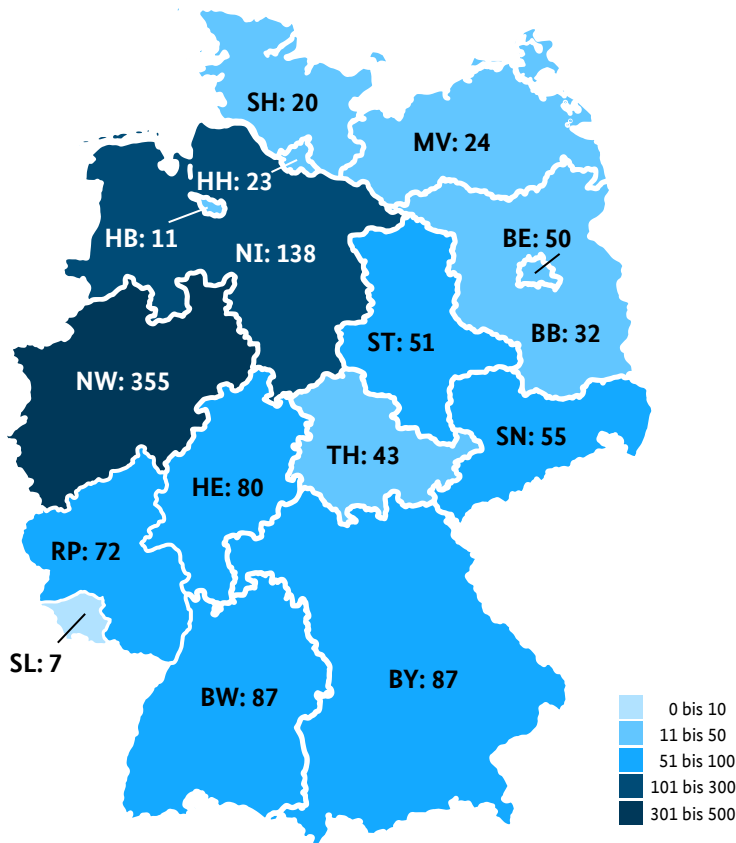 SH: 20
MV: 24
HH: 23
HB: 11
NI: 138
BE: 50
BB: 32
ST: 51
NW: 355
SN: 55
TH: 43
HE: 80
RP: 72
SL: 7
BW: 87
BY: 87
0 bis 10
11 bis 50
51 bis 100
101 bis 300
301 bis 500